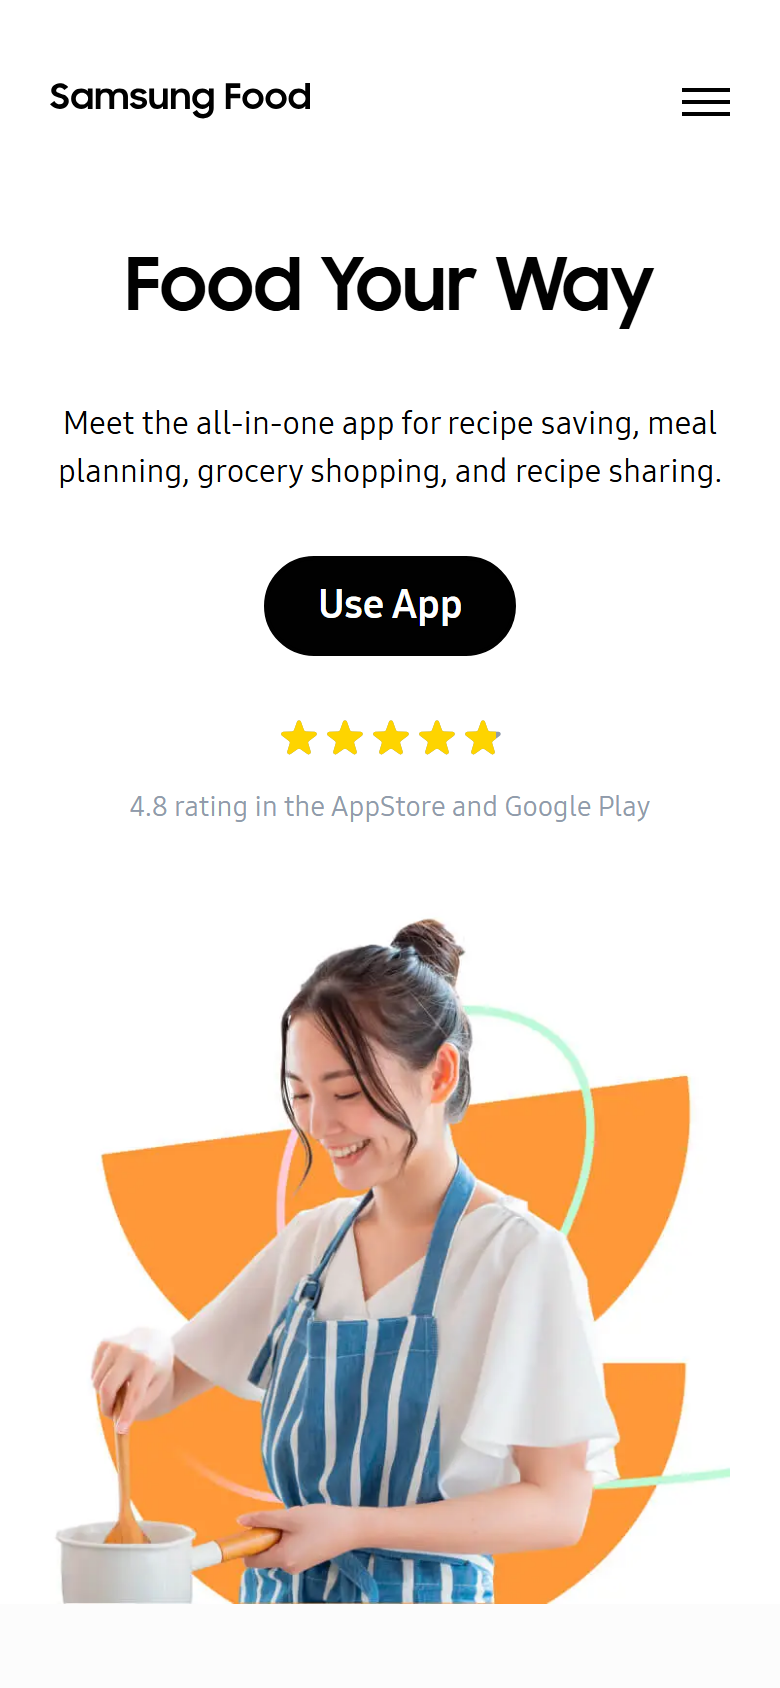 Samsung Food
Food Your Way
Meet the all-in-one app for recipe saving, meal
planning, grocery shopping, and recipe sharing.
Use App
4.8 rating in the AppStore and Google Play